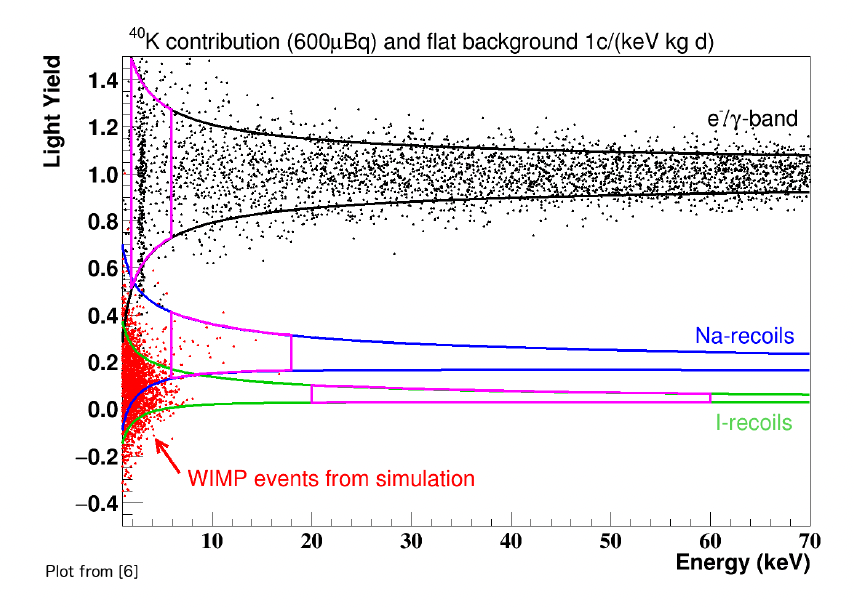 ⁴⁰K contribution (600μBq) and flat background 1c/(keV kg d)
Light Yield
1.4
1.2
1.0
0.8
0.6
0.4
0.2
0.0
−0.2
−0.4
e⁻/γ-band
Na-recoils
I-recoils
WIMP events from simulation
10 20 30 40 50 60 70
Energy (keV)
Plot from [6]